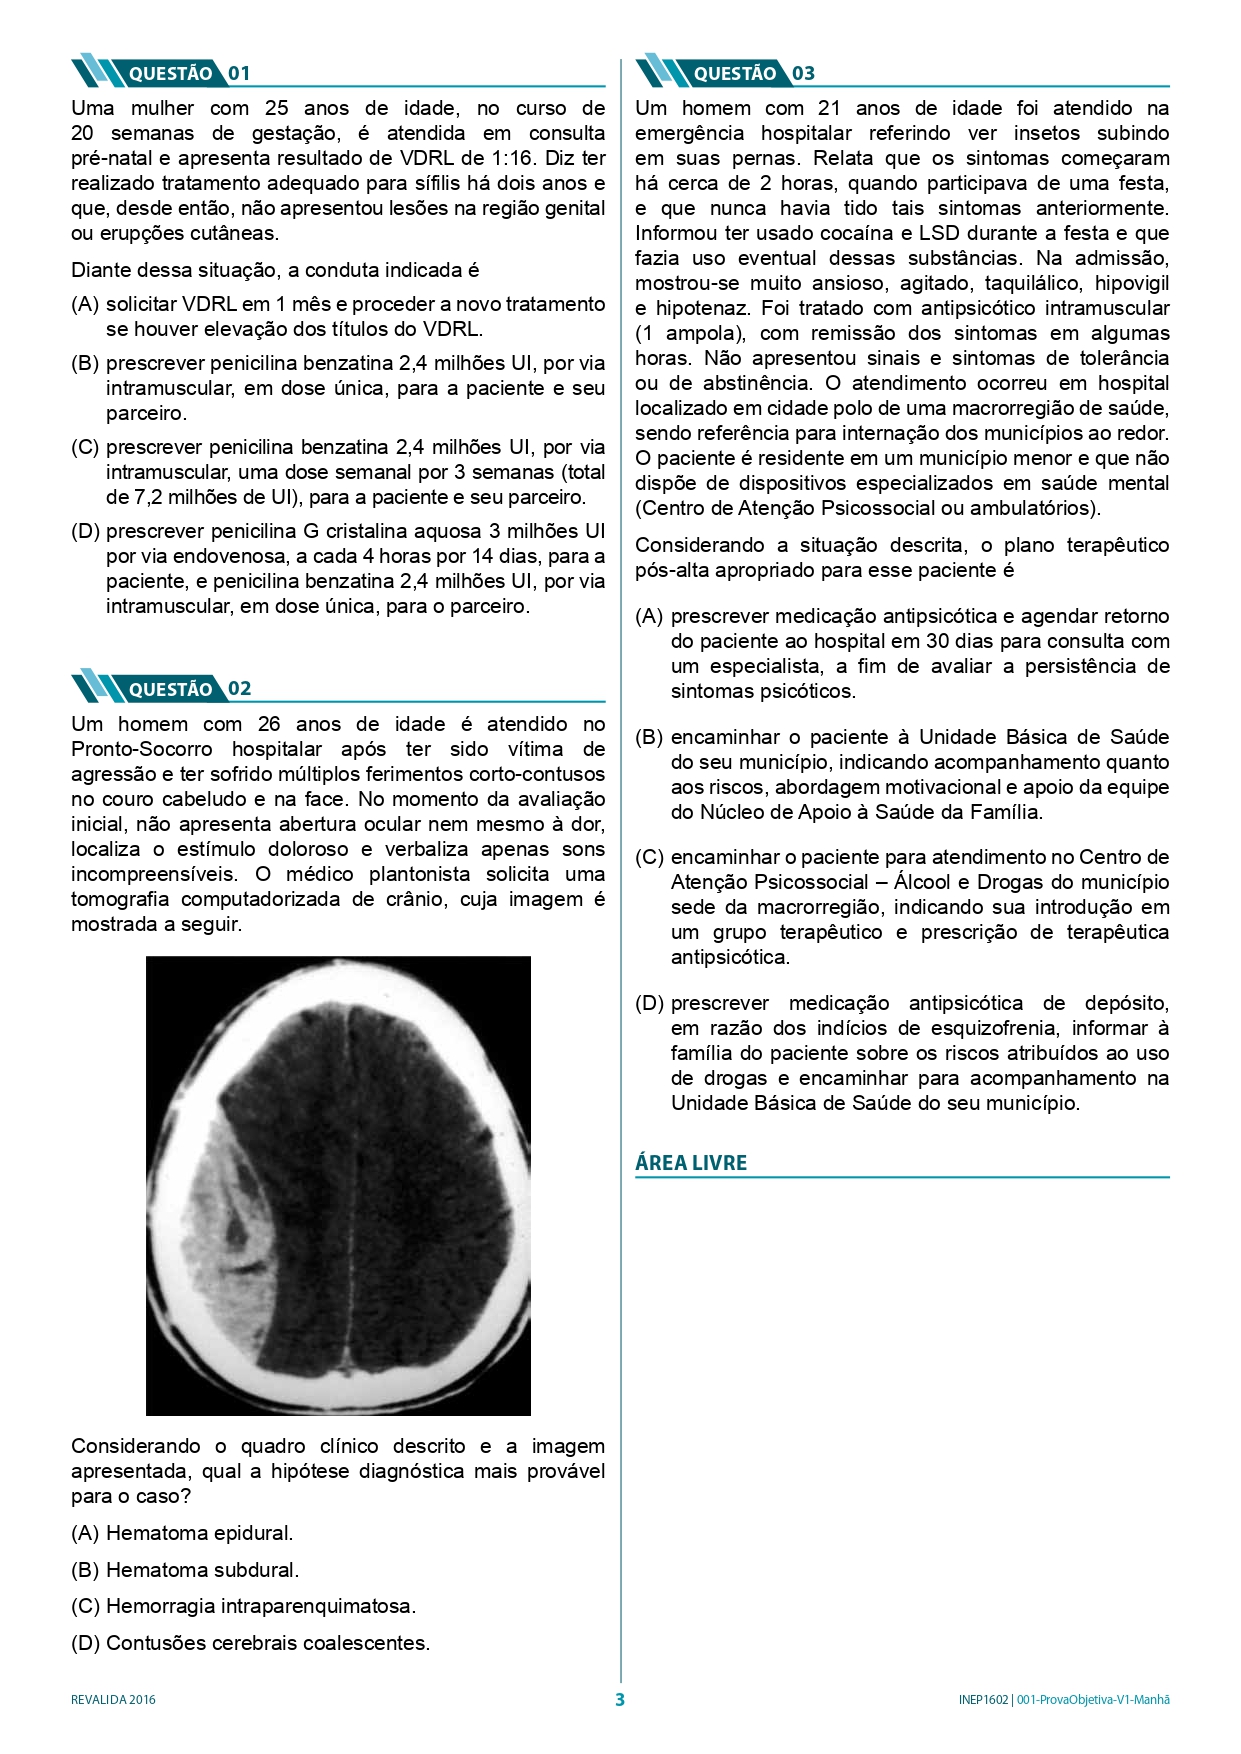 QUESTÃO 01
Uma mulher com 25 anos de idade, no curso de
20 semanas de gestação, é atendida em consulta
pré-natal e apresenta resultado de VDRL de 1:16. Diz ter
realizado tratamento adequado para sífilis há dois anos e
que, desde então, não apresentou lesões na região genital
ou erupções cutâneas.
Diante dessa situação, a conduta indicada é
(A) solicitar VDRL em 1 mês e proceder a novo tratamento
se houver elevação dos títulos do VDRL.
(B) prescrever penicilina benzatina 2,4 milhões UI, por via
intramuscular, em dose única, para a paciente e seu
parceiro.
(C) prescrever penicilina benzatina 2,4 milhões UI, por via
intramuscular, uma dose semanal por 3 semanas (total
de 7,2 milhões de UI), para a paciente e seu parceiro.
(D) prescrever penicilina G cristalina aquosa 3 milhões UI
por via endovenosa, a cada 4 horas por 14 dias, para a
paciente, e penicilina benzatina 2,4 milhões UI, por via
intramuscular, em dose única, para o parceiro.
QUESTÃO 02
Um homem com 26 anos de idade é atendido no
Pronto-Socorro hospitalar após ter sido vítima de
agressão e ter sofrido múltiplos ferimentos corto-contusos
no couro cabeludo e na face. No momento da avaliação
inicial, não apresenta abertura ocular nem mesmo à dor,
localiza o estímulo doloroso e verbaliza apenas sons
incompreensíveis. O médico plantonista solicita uma
tomografia computadorizada de crânio, cuja imagem é
mostrada a seguir.
Considerando o quadro clínico descrito e a imagem
apresentada, qual a hipótese diagnóstica mais provável
para o caso?
(A) Hematoma epidural.
(B) Hematoma subdural.
(C) Hemorragia intraparenquimatosa.
(D) Contusões cerebrais coalescentes.
QUESTÃO 03
Um homem com 21 anos de idade foi atendido na
emergência hospitalar referindo ver insetos subindo
em suas pernas. Relata que os sintomas começaram
há cerca de 2 horas, quando participava de uma festa,
e que nunca havia tido tais sintomas anteriormente.
Informou ter usado cocaína e LSD durante a festa e que
fazia uso eventual dessas substâncias. Na admissão,
mostrou-se muito ansioso, agitado, taquilálico, hipovigil
e hipotenaz. Foi tratado com antipsicótico intramuscular
(1 ampola), com remissão dos sintomas em algumas
horas. Não apresentou sinais e sintomas de tolerância
ou de abstinência. O atendimento ocorreu em hospital
localizado em cidade polo de uma macrorregião de saúde,
sendo referência para internação dos municípios ao redor.
O paciente é residente em um município menor e que não
dispõe de dispositivos especializados em saúde mental
(Centro de Atenção Psicossocial ou ambulatórios).
Considerando a situação descrita, o plano terapêutico
pós-alta apropriado para esse paciente é
(A) prescrever medicação antipsicótica e agendar retorno
do paciente ao hospital em 30 dias para consulta com
um especialista, a fim de avaliar a persistência de
sintomas psicóticos.
(B) encaminhar o paciente à Unidade Básica de Saúde
do seu município, indicando acompanhamento quanto
aos riscos, abordagem motivacional e apoio da equipe
do Núcleo de Apoio à Saúde da Família.
(C) encaminhar o paciente para atendimento no Centro de
Atenção Psicossocial – Álcool e Drogas do município
sede da macrorregião, indicando sua introdução em
um grupo terapêutico e prescrição de terapêutica
antipsicótica.
(D) prescrever medicação antipsicótica de depósito,
em razão dos indícios de esquizofrenia, informar à
família do paciente sobre os riscos atribuídos ao uso
de drogas e encaminhar para acompanhamento na
Unidade Básica de Saúde do seu município.
ÁREA LIVRE
REVALIDA 2016
3
INEP1602 | 001-ProvaObjetiva-V1-Manhã